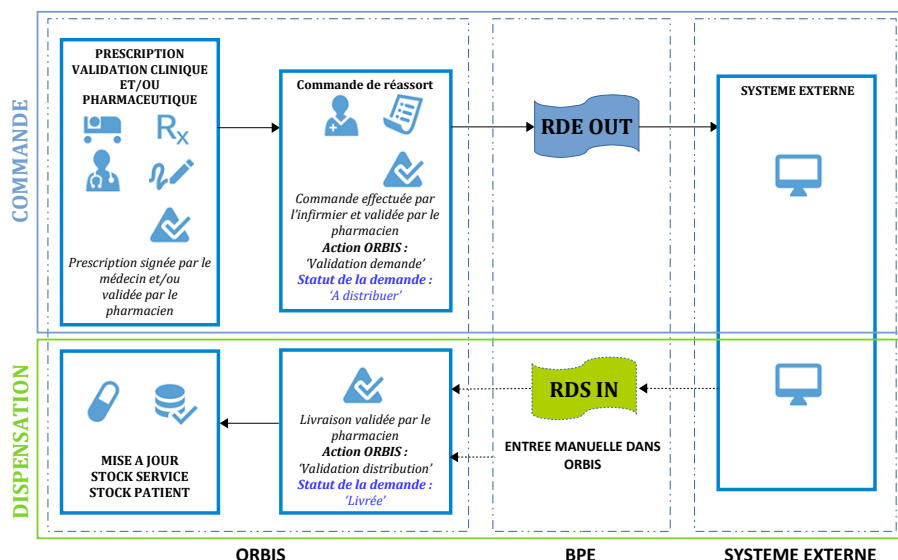 COMMANDE
PRESCRIPTION
VALIDATION CLINIQUE
ET/OU
PHARMACEUTIQUE
Rx
Prescription signée par le
médecin et/ou
validée par le
pharmacien
Commande de réassort
Commande effectuée par
l'infirmier et validée par le
pharmacien
Action ORBIS :
'Validation demande'
Statut de la demande :
'A distribuer'
RDE OUT
SYSTEME EXTERNE
DISPENSATION
MISE A JOUR
STOCK SERVICE
STOCK PATIENT
Livraison validée par le
pharmacien
Action ORBIS :
'Validation distribution'
Statut de la demande :
'Livrée'
RDS IN
ENTREE MANUELLE DANS
ORBIS
ORBIS
BPE
SYSTEME EXTERNE